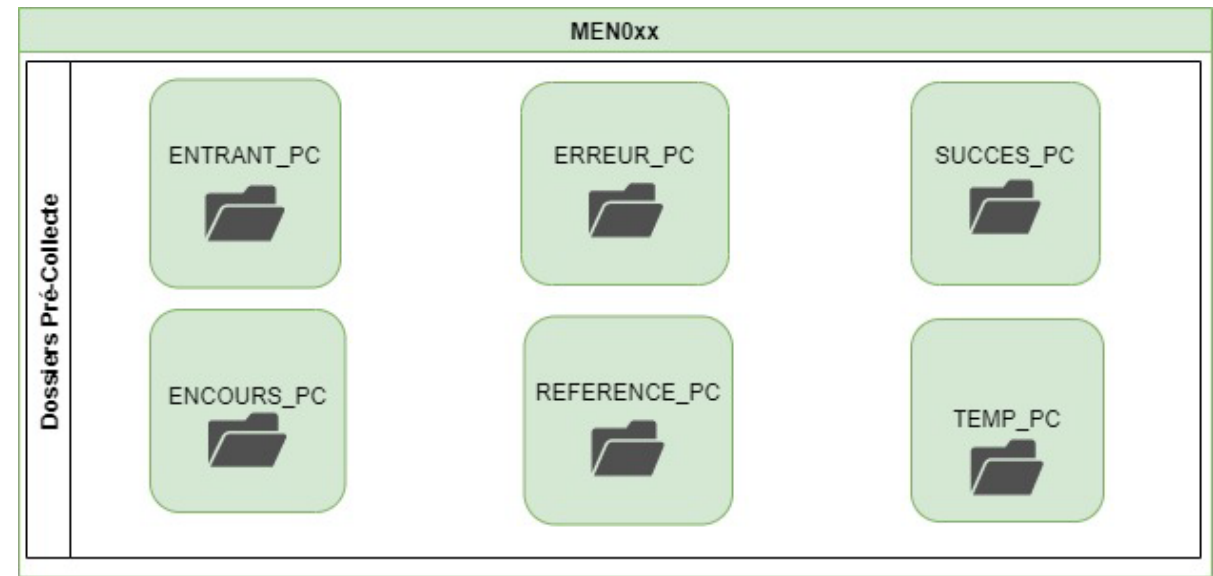 MEN0xx
Dossiers Pré-Collecte
ENTRANT_PC
ERREUR_PC
SUCCES_PC
ENCOURS_PC
REFERENCE_PC
TEMP_PC